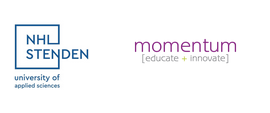 NHL
STENDEN
university of
applied sciences
momentum
[educate + innovate]